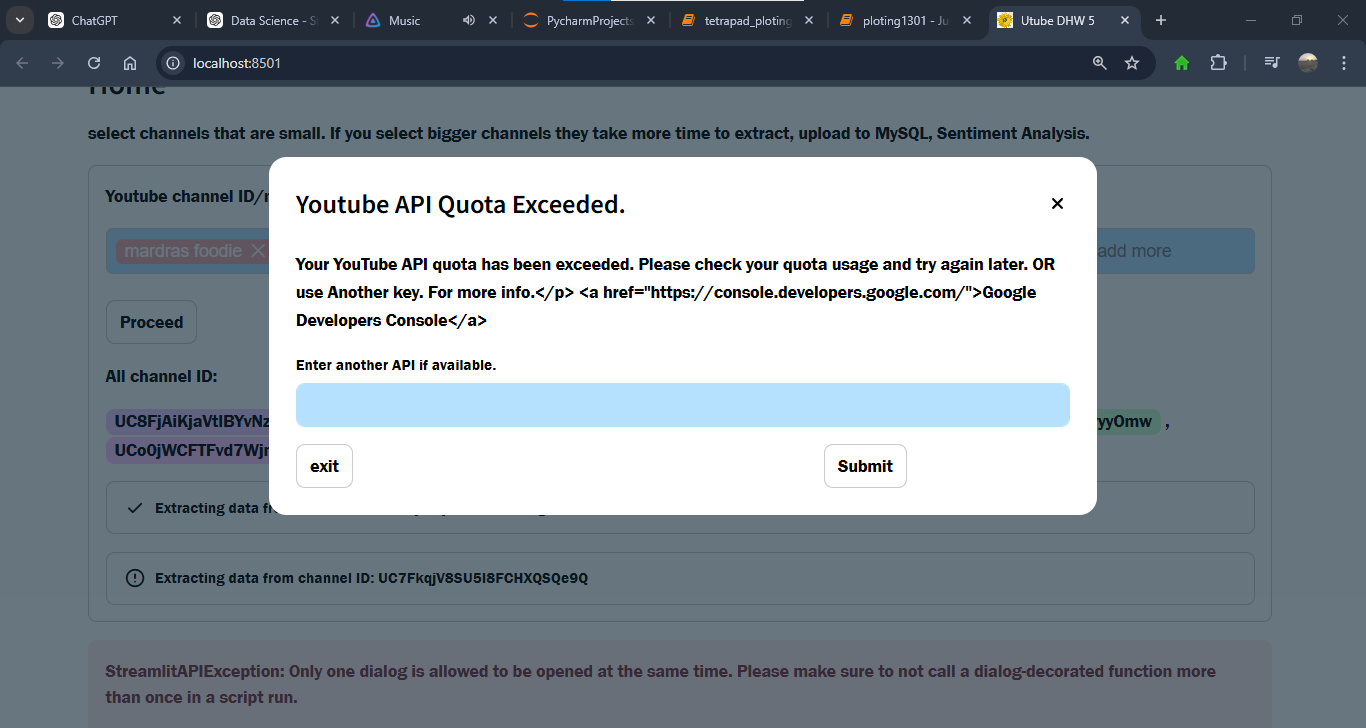 ChatGPT
Data Science - S
Music
PycharmProjects
tetrapad_ploting
ploting1301 - Ju
Utube DHW 5
localhost:8501
Home
select channels that are small. If you select bigger channels they take more time to extract, upload to MySQL, Sentiment Analysis.
Youtube channel ID/
mardras foodie
add more
Proceed
All channel ID:
UC8FjAiKjaVtIBYvNz
yyOmw ,
UCo0jWCFTFvd7Wjr
Youtube API Quota Exceeded.
Your YouTube API quota has been exceeded. Please check your quota usage and try again later. OR
use Another key. For more info.</p> <a href="https://console.developers.google.com/">Google
Developers Console</a>
Enter another API if available.
exit
Submit
Extracting data fr
Extracting data from channel ID: UC7FkqjV8SU5I8FCHXQSQe9Q
StreamlitAPIException: Only one dialog is allowed to be opened at the same time. Please make sure to not call a dialog-decorated function more
than once in a script run.